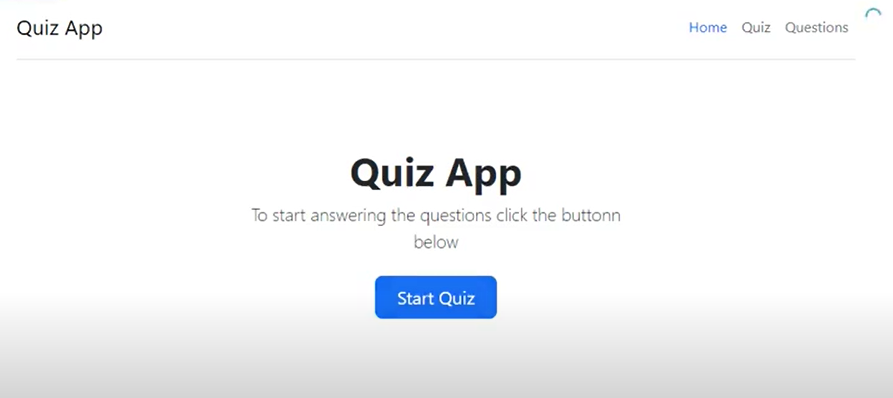 Quiz App
Home Quiz Questions
Quiz App
To start answering the questions click the buttonn
below
Start Quiz